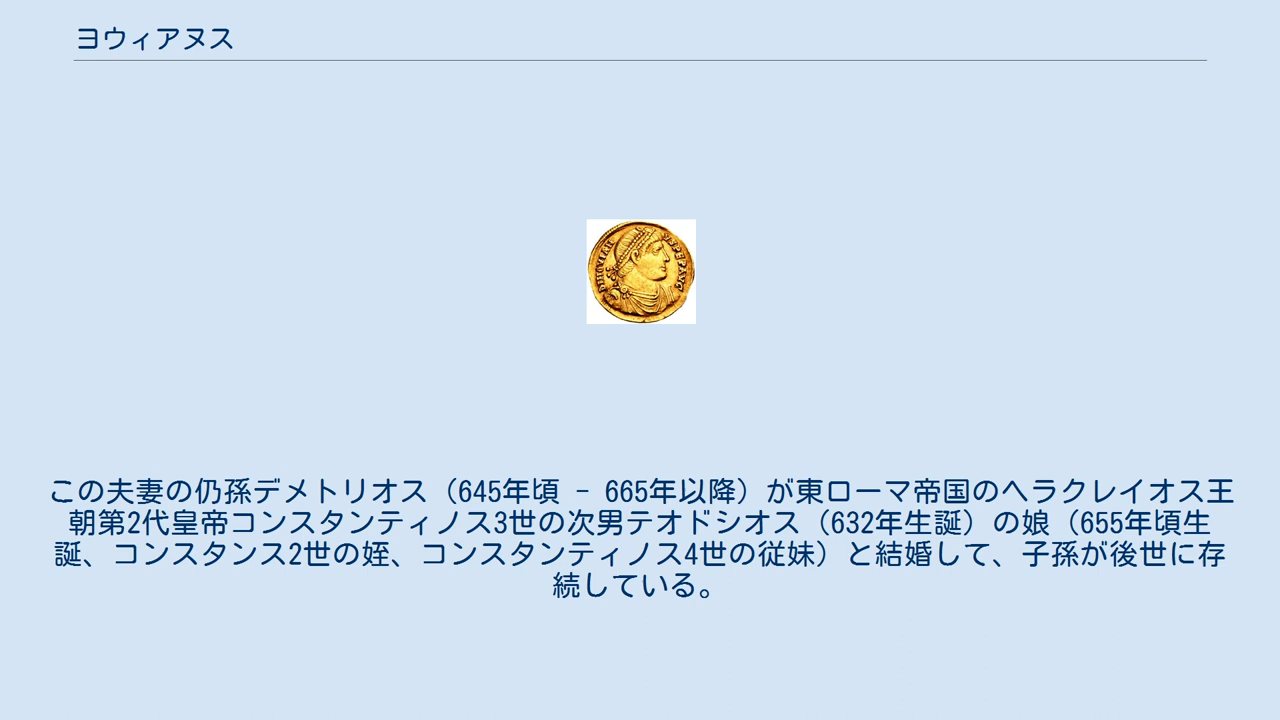 ヨウィアヌス
この夫妻の仍孫デメトリオス（645年頃 - 665年以降）が東ローマ帝国のヘラクレイオス王
朝第2代皇帝コンスタンティノス3世の次男テオドシオス（632年生誕）の娘（655年頃生
誕、コンスタンス2世の姪、コンスタンティノス4世の従妹）と結婚して、子孫が後世に存
続している。